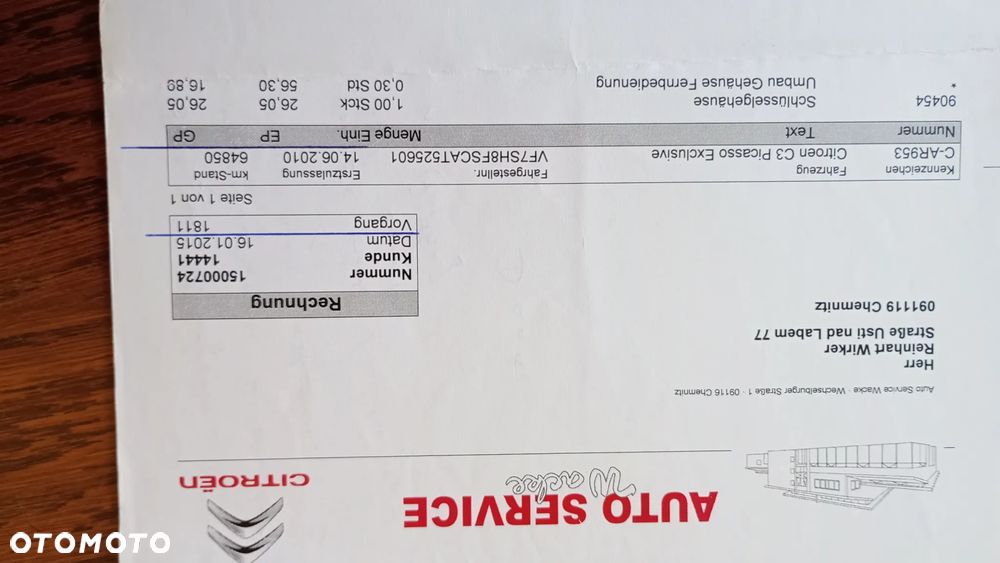 AUTO SERVICE
Wacke
CITROËN
Auto Service Wacke · Wechselburger Straße 1 · 09116 Chemnitz
Herr
Reinhart Wirker
Straße Usti nad Labem 77
091119 Chemnitz
Rechnung
Nummer 15000724
Kunde 14441
Datum 16.01.2015
Vorgang 1811
Seite 1 von 1
Kennzeichen Fahrzeug Fahrgestellnr. Erstzulassung km-Stand
C-AR953 Citroen C3 Picasso Exclusive VF7SH8FSCAT525601 14.06.2010 64850
Nummer Text Menge Einh. EP GP
90454 Schlüsselgehäuse 1,00 Stck 26,05 26,05
* Umbau Gehäuse Fernbedienung 0,30 Std 56,30 16,89
OTOMOTO